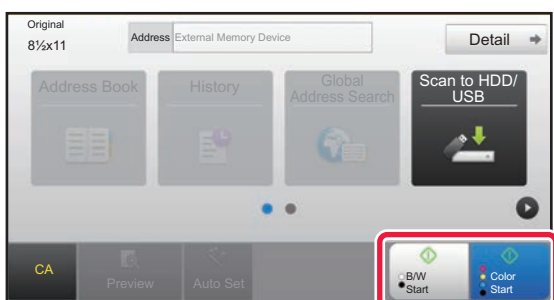 Original
8½x11
Address External Memory Device
Detail
Address Book
History
Global
Address Search
Scan to HDD/
USB
CA
Preview
Auto Set
B/W
Start
Color
Start